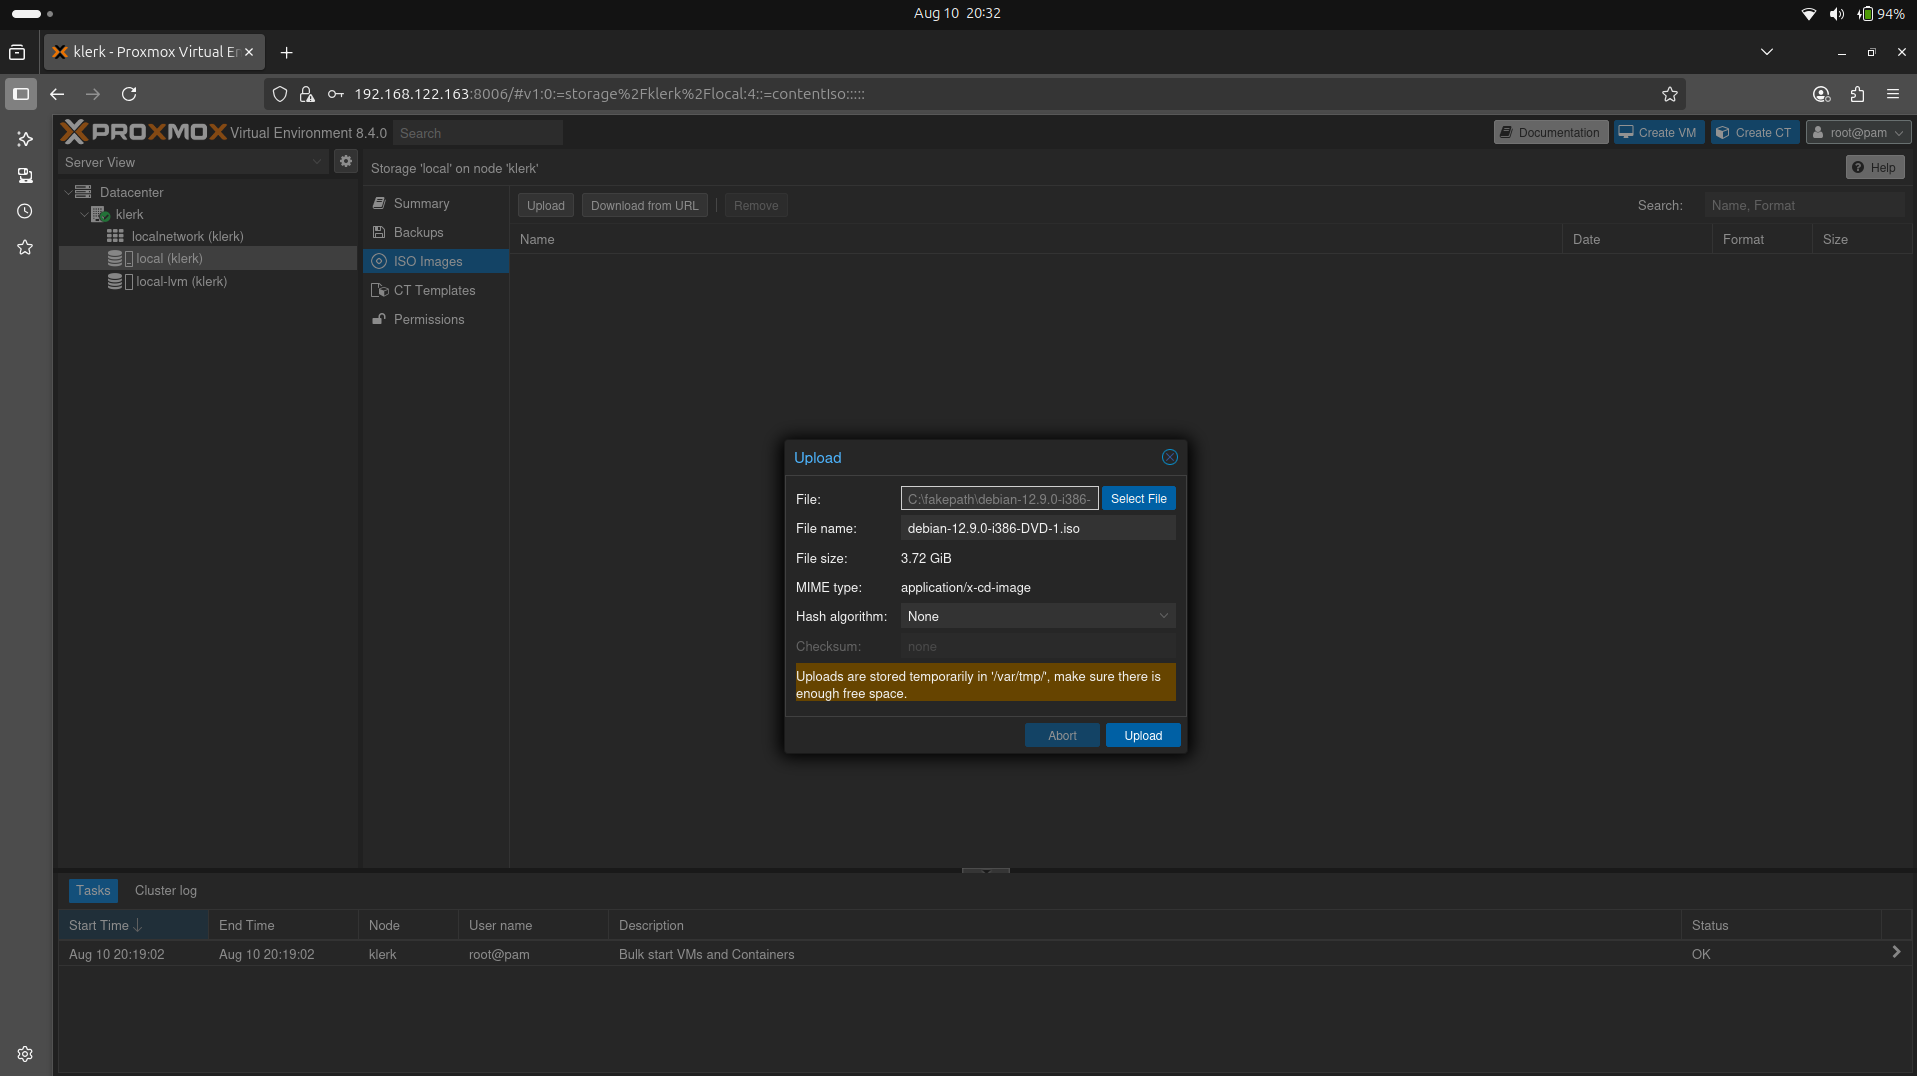 Aug 10 20:32
94%
klerk - Proxmox Virtual En
192.168.122.163:8006/#v1:0:=storage%2Fklerk%2Flocal:4::=contentIso:::::
PROXMOX Virtual Environment 8.4.0
Search
Documentation
Create VM
Create CT
root@pam
Server View
Storage 'local' on node 'klerk'
Help
Datacenter
klerk
localnetwork (klerk)
local (klerk)
local-lvm (klerk)
Summary
Backups
ISO Images
CT Templates
Permissions
Upload
Download from URL
Remove
Search:
Name, Format
Name
Date
Format
Size
Upload
File:
C:\fakepath\debian-12.9.0-i386-
Select File
File name:
debian-12.9.0-i386-DVD-1.iso
File size:
3.72 GiB
MIME type:
application/x-cd-image
Hash algorithm:
None
Checksum:
none
Uploads are stored temporarily in '/var/tmp/', make sure there is
enough free space.
Abort
Upload
Tasks
Cluster log
Start Time
End Time
Node
User name
Description
Status
Aug 10 20:19:02
Aug 10 20:19:02
klerk
root@pam
Bulk start VMs and Containers
OK